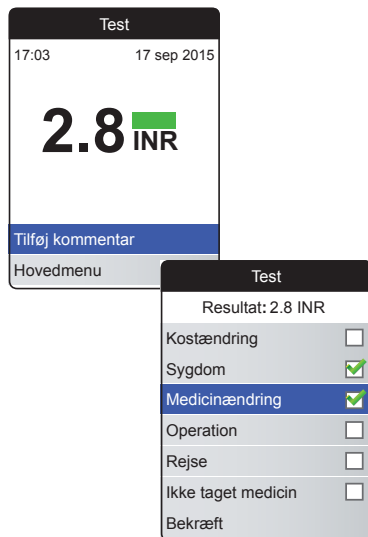 Test
17:03 17 sep 2015
2.8 INR
Tilføj kommentar
Hovedmenu
Test
Resultat: 2.8 INR
Kostændring
Sygdom
Medicinændring
Operation
Rejse
Ikke taget medicin
Bekræft